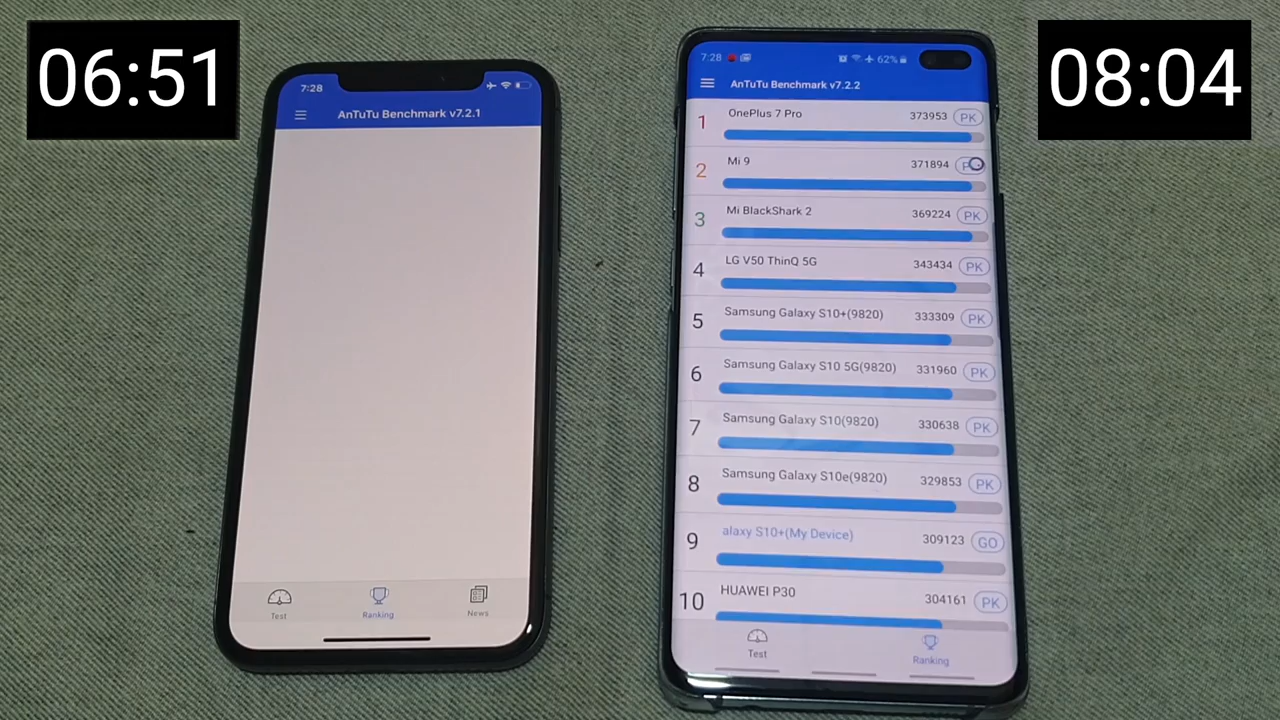 06:51
08:04
7:28
AnTuTu Benchmark v7.2.1
Test
Ranking
News
7:28
62%
AnTuTu Benchmark v7.2.2
1 OnePlus 7 Pro 373953 PK
2 Mi 9 371894
3 Mi BlackShark 2 369224 PK
4 LG V50 ThinQ 5G 343434 PK
5 Samsung Galaxy S10+(9820) 333309 PK
6 Samsung Galaxy S10 5G(9820) 331960 PK
7 Samsung Galaxy S10(9820) 330638 PK
8 Samsung Galaxy S10e(9820) 329853 PK
9 alaxy S10+(My Device) 309123 GO
10 HUAWEI P30 304161 PK
Test
Ranking